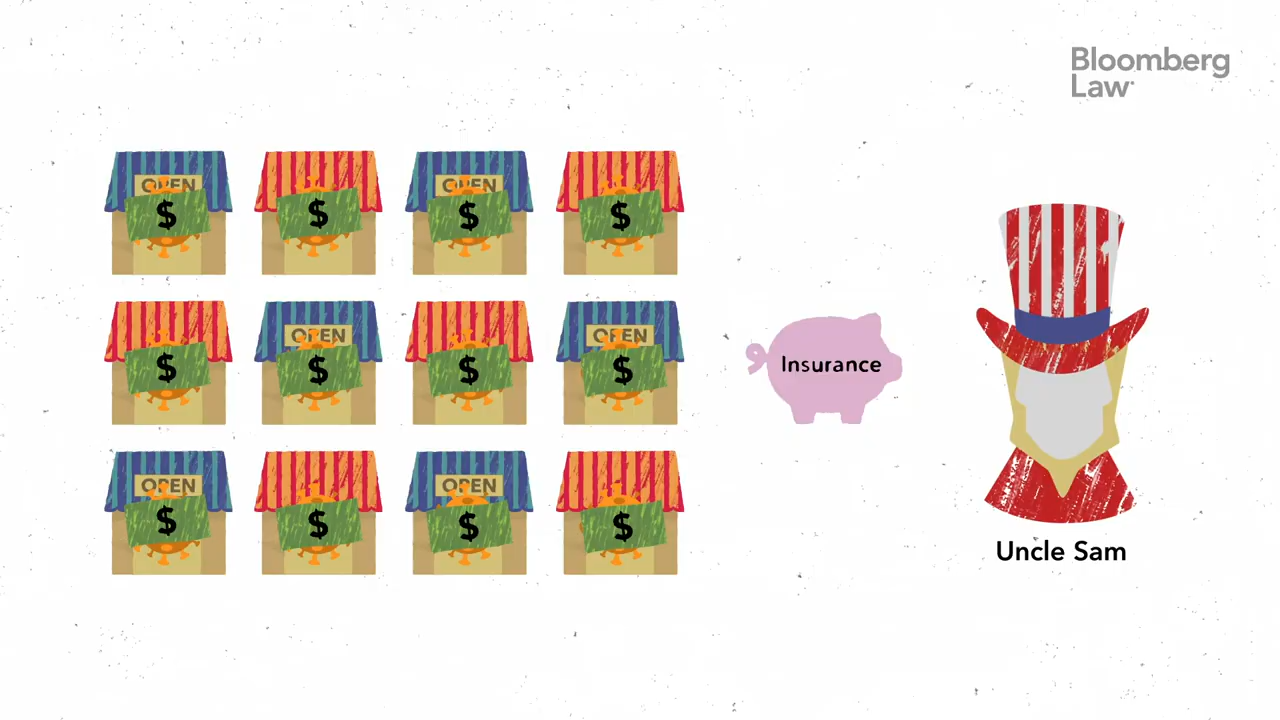 Bloomberg
Law
OPEN OPEN
$ $ $ $
OPEN OPEN
$ $ $ $
Insurance
OPEN OPEN
$ $ $ $
Uncle Sam